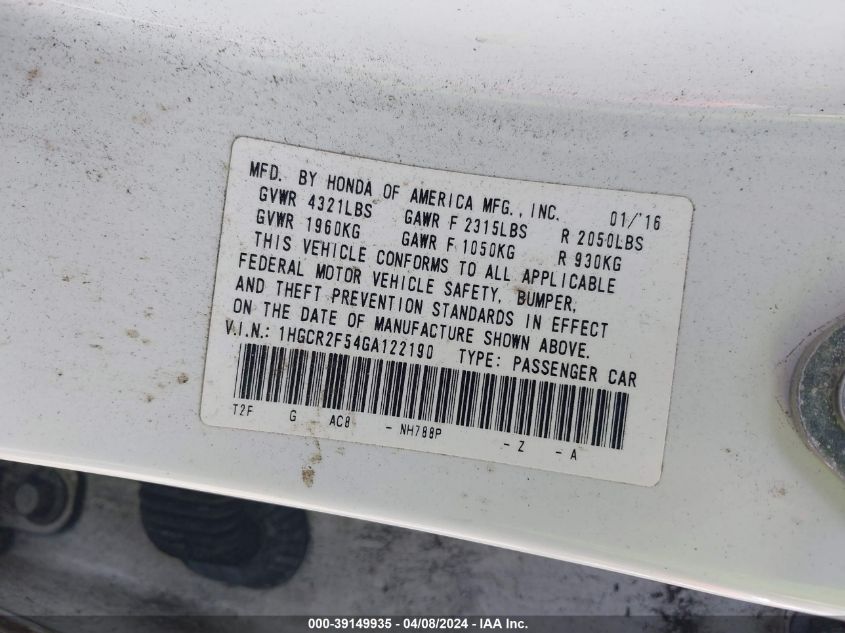 MFD. BY HONDA OF AMERICA MFG., INC. 01/'16
GVWR 4321LBS GAWR F 2315LBS R 2050LBS
GVWR 1960KG GAWR F 1050KG R 930KG
THIS VEHICLE CONFORMS TO ALL APPLICABLE
FEDERAL MOTOR VEHICLE SAFETY, BUMPER,
AND THEFT PREVENTION STANDARDS IN EFFECT
ON THE DATE OF MANUFACTURE SHOWN ABOVE.
V.I.N.: 1HGCR2F54GA122190 TYPE: PASSENGER CAR
T2F G AC8 - NH788P - Z - A
000-39149935 - 04/08/2024 - IAA Inc.